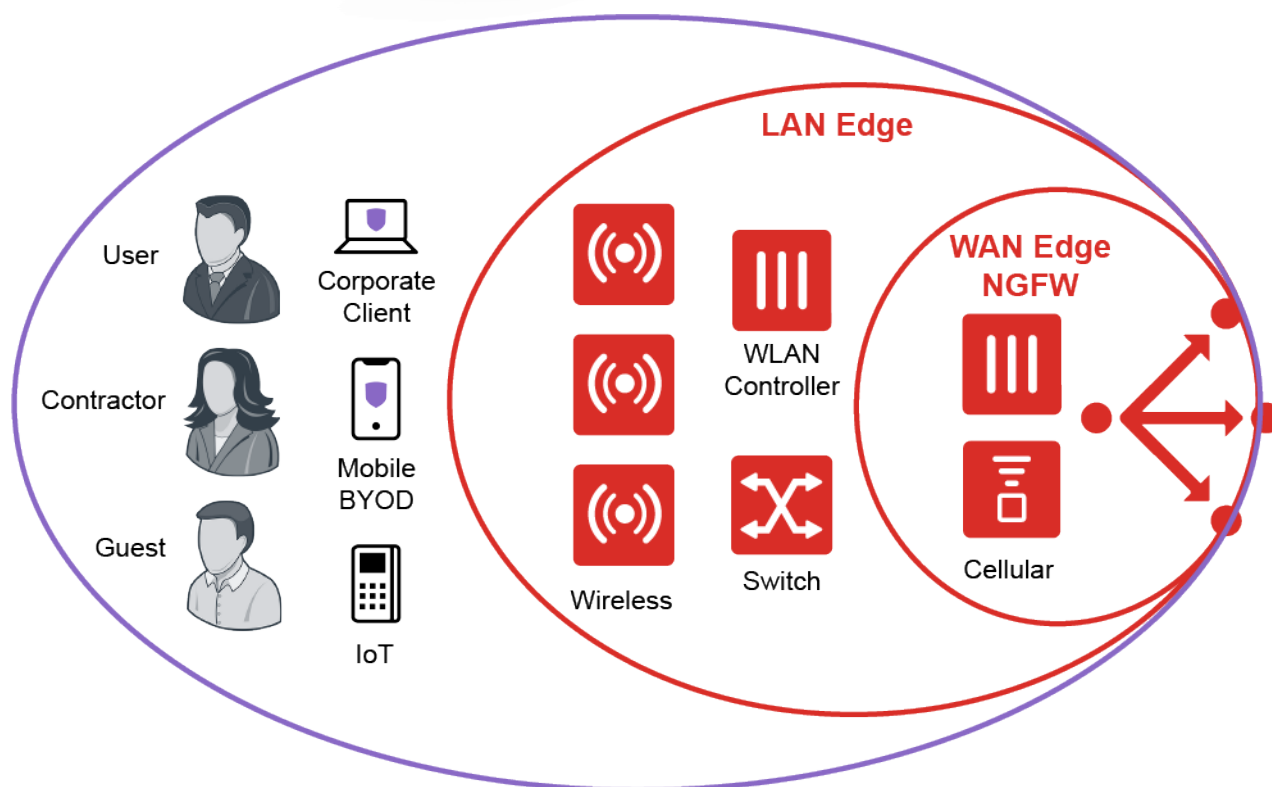 LAN Edge
WAN Edge
NGFW
User
Corporate
Client
WLAN
Controller
Contractor
Mobile
BYOD
Guest
Wireless
Switch
Cellular
IoT